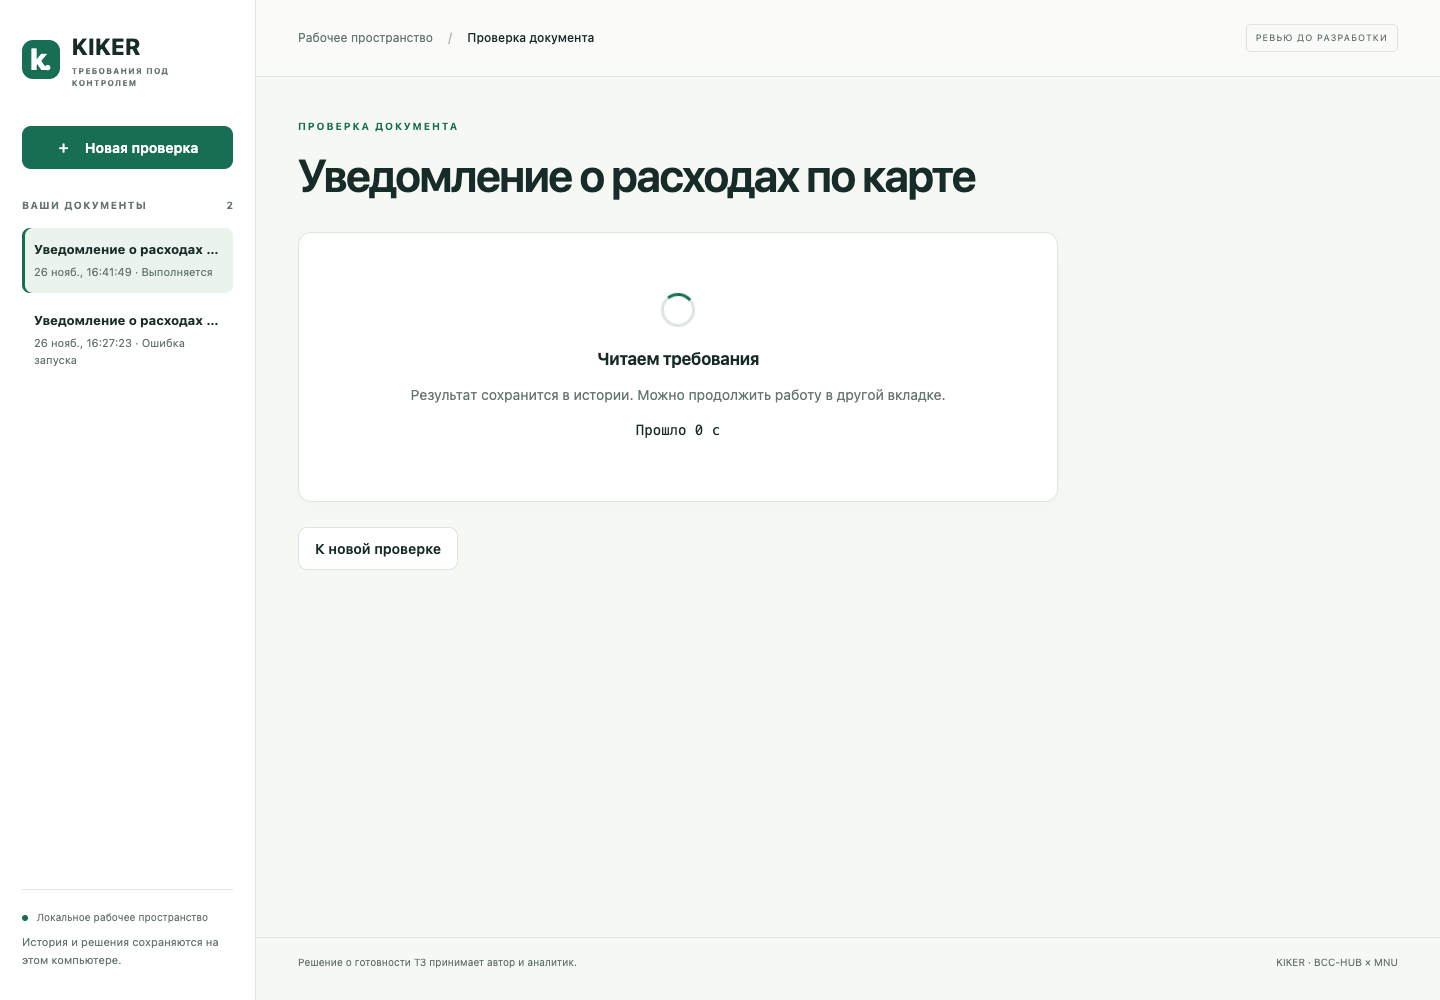 k.
KIKER
ТРЕБОВАНИЯ ПОД
КОНТРОЛЕМ
+ Новая проверка
ВАШИ ДОКУМЕНТЫ 2
Уведомление о расходах ...
26 нояб., 16:41:49 · Выполняется
Уведомление о расходах ...
26 нояб., 16:27:23 · Ошибка
запуска
Локальное рабочее пространство
История и решения сохраняются на
этом компьютере.
Рабочее пространство / Проверка документа
РЕВЬЮ ДО РАЗРАБОТКИ
ПРОВЕРКА ДОКУМЕНТА
Уведомление о расходах по карте
Читаем требования
Результат сохранится в истории. Можно продолжить работу в другой вкладке.
Прошло 0 с
К новой проверке
Решение о готовности ТЗ принимает автор и аналитик.
KIKER · BCC-HUB × MNU